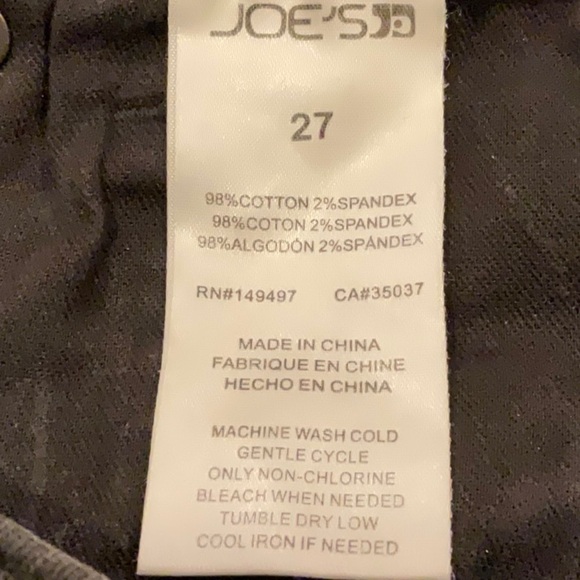 JOE'S
27
98%COTTON 2%SPANDEX
98%COTON 2%SPANDEX
98%ALGODÓN 2%SPANDEX
RN#149497 CA#35037
MADE IN CHINA
FABRIQUE EN CHINE
HECHO EN CHINA
MACHINE WASH COLD
GENTLE CYCLE
ONLY NON-CHLORINE
BLEACH WHEN NEEDED
TUMBLE DRY LOW
COOL IRON IF NEEDED